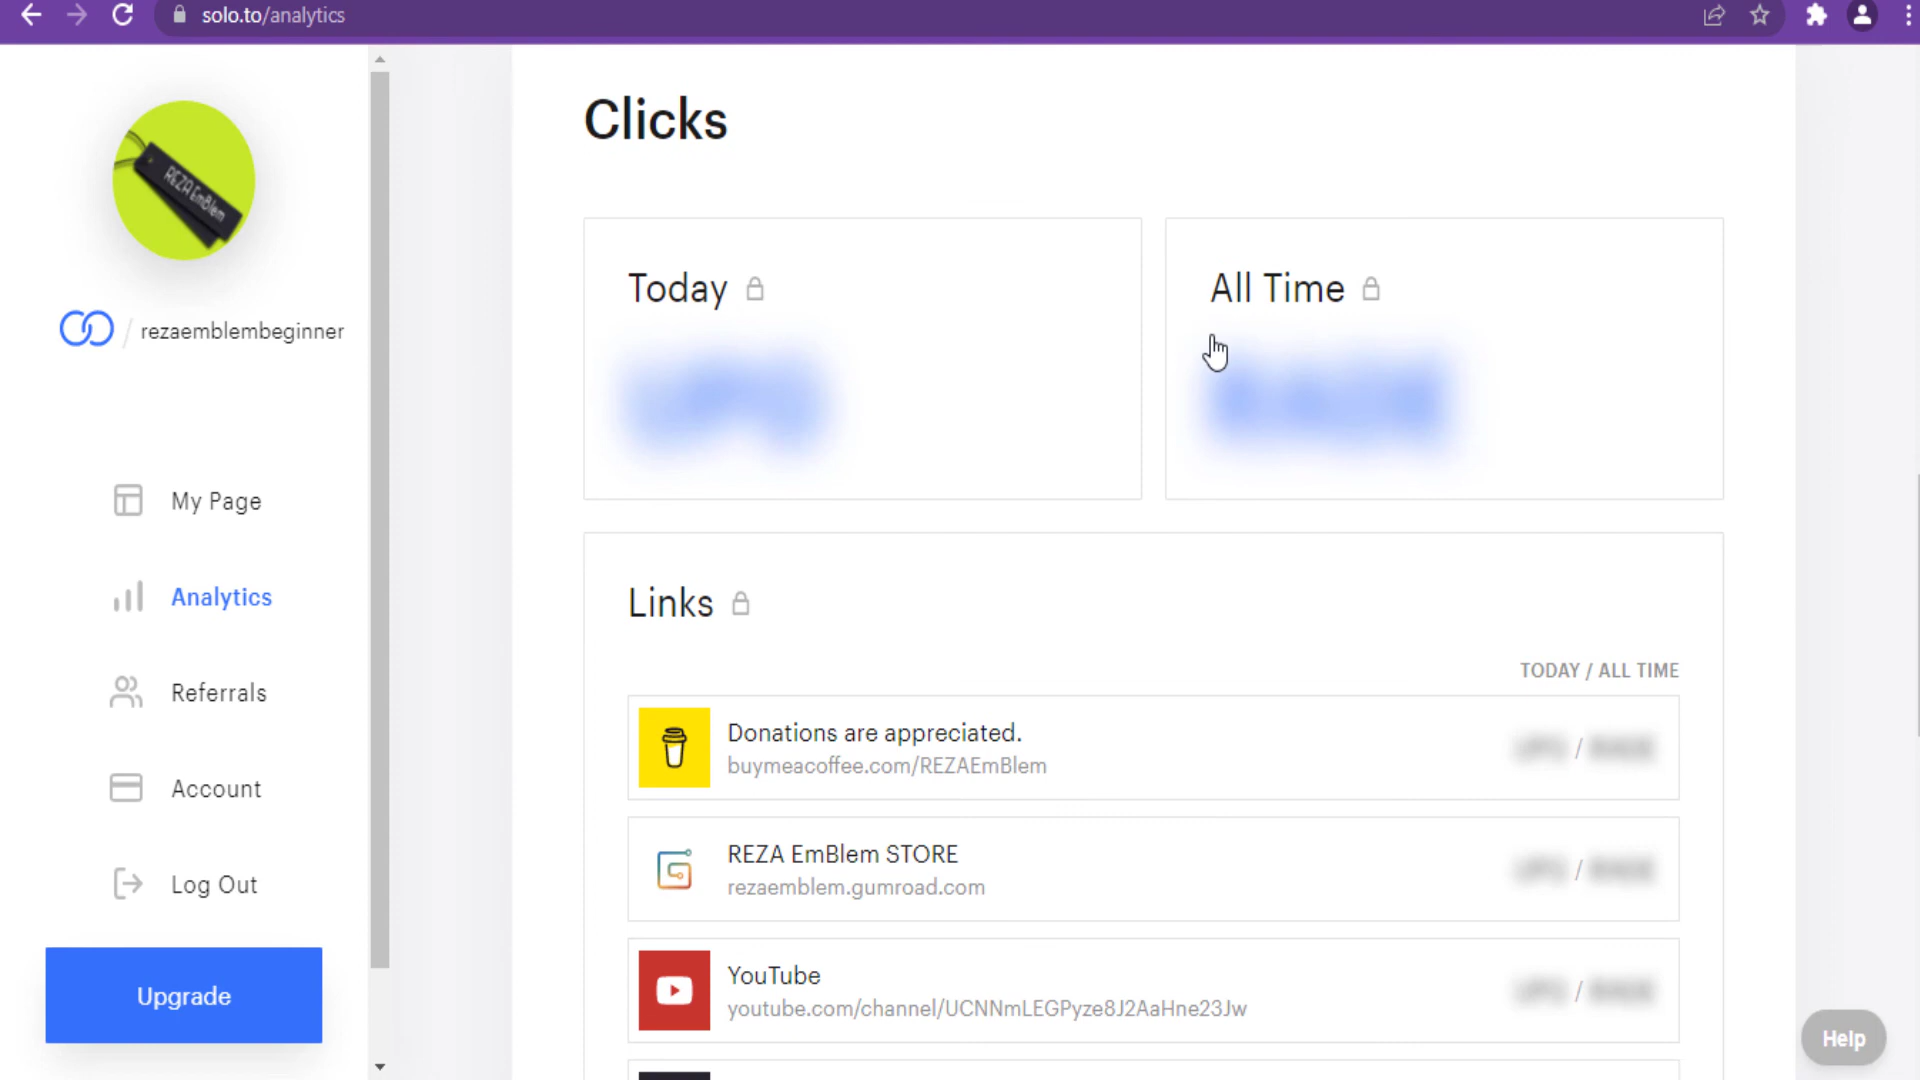 solo.to/analytics
REZA EmBlem
/ rezaemblembeginner
My Page
Analytics
Referrals
Account
Log Out
Upgrade
Clicks
Today
All Time
Links
TODAY / ALL TIME
Donations are appreciated.
buymeacoffee.com/REZAEmBlem
/
REZA EmBlem STORE
rezaemblem.gumroad.com
/
YouTube
youtube.com/channel/UCNNmLEGPyze8J2AaHne23Jw
/
Help